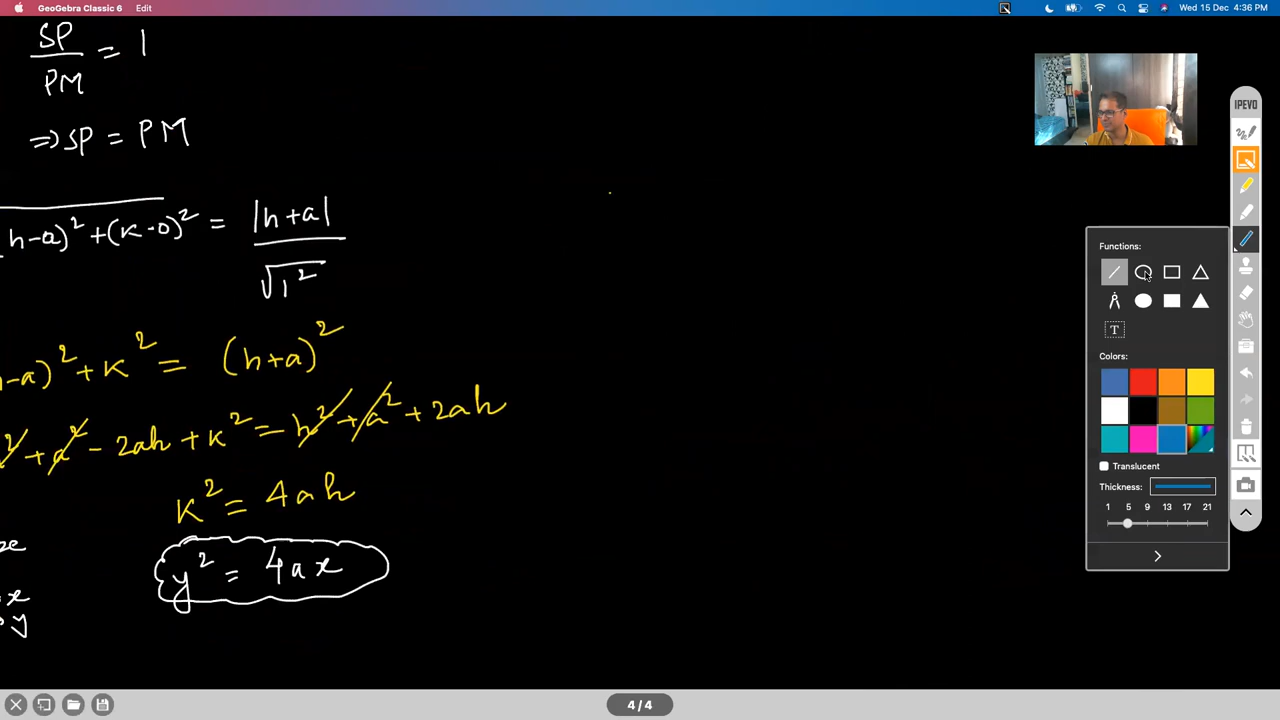 GeoGebra Classic 6 Edit Wed 15 Dec 4:36 PM
SP/PM = 1
⇒ SP = PM
h-a)² + (k-0)² = |h+a|/√1²
-a)² + k² = (h+a)²
² + a² - 2ah + k² = h² + a² + 2ah
k² = 4ah
y² = 4ax
x
y
IPEVO
Functions:
T
Colors:
Translucent
Thickness:
1 5 9 13 17 21
4 / 4